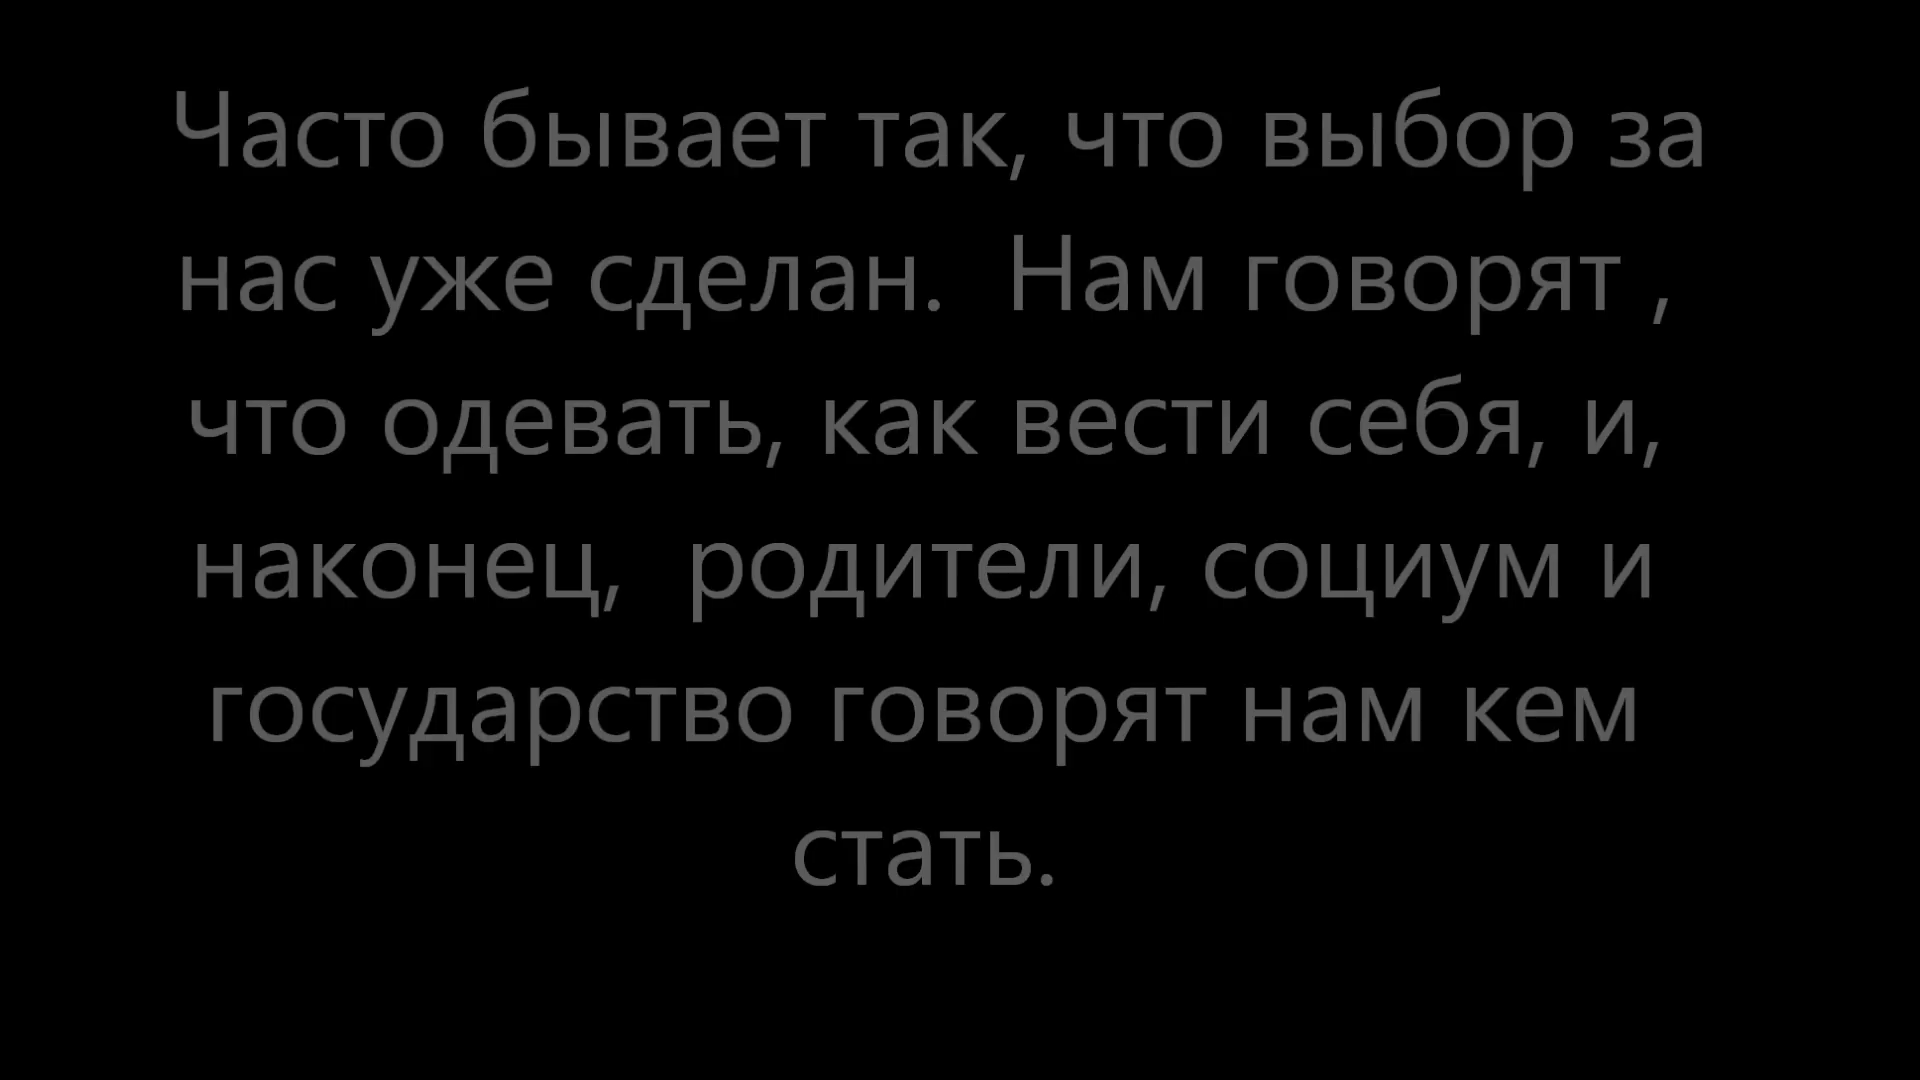 Часто бывает так, что выбор за
нас уже сделан.  Нам говорят ,
что одевать, как вести себя, и,
наконец,  родители, социум и
государство говорят нам кем
стать.